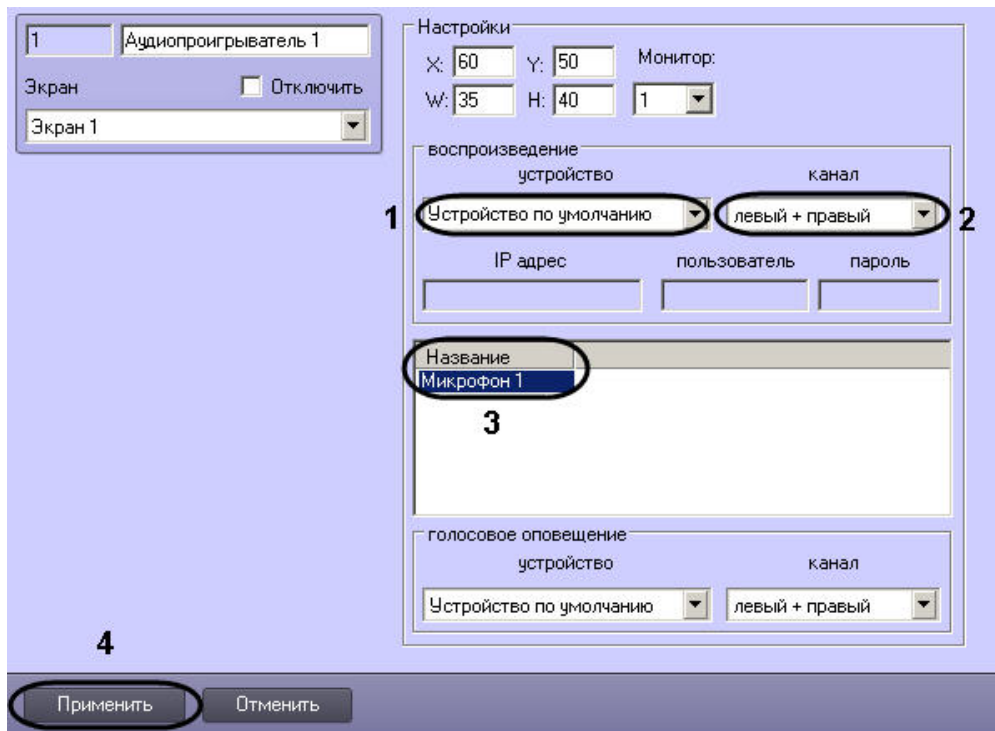 1 Аудиопроигрыватель 1
Экран Отключить
Экран 1
Настройки
X: 60 Y: 50 Монитор:
W: 35 H: 40 1
воспроизведение
устройство канал
1 Устройство по умолчанию левый + правый 2
IP адрес пользователь пароль
Название
Микрофон 1
3
голосовое оповещение
устройство канал
Устройство по умолчанию левый + правый
4
Применить Отменить